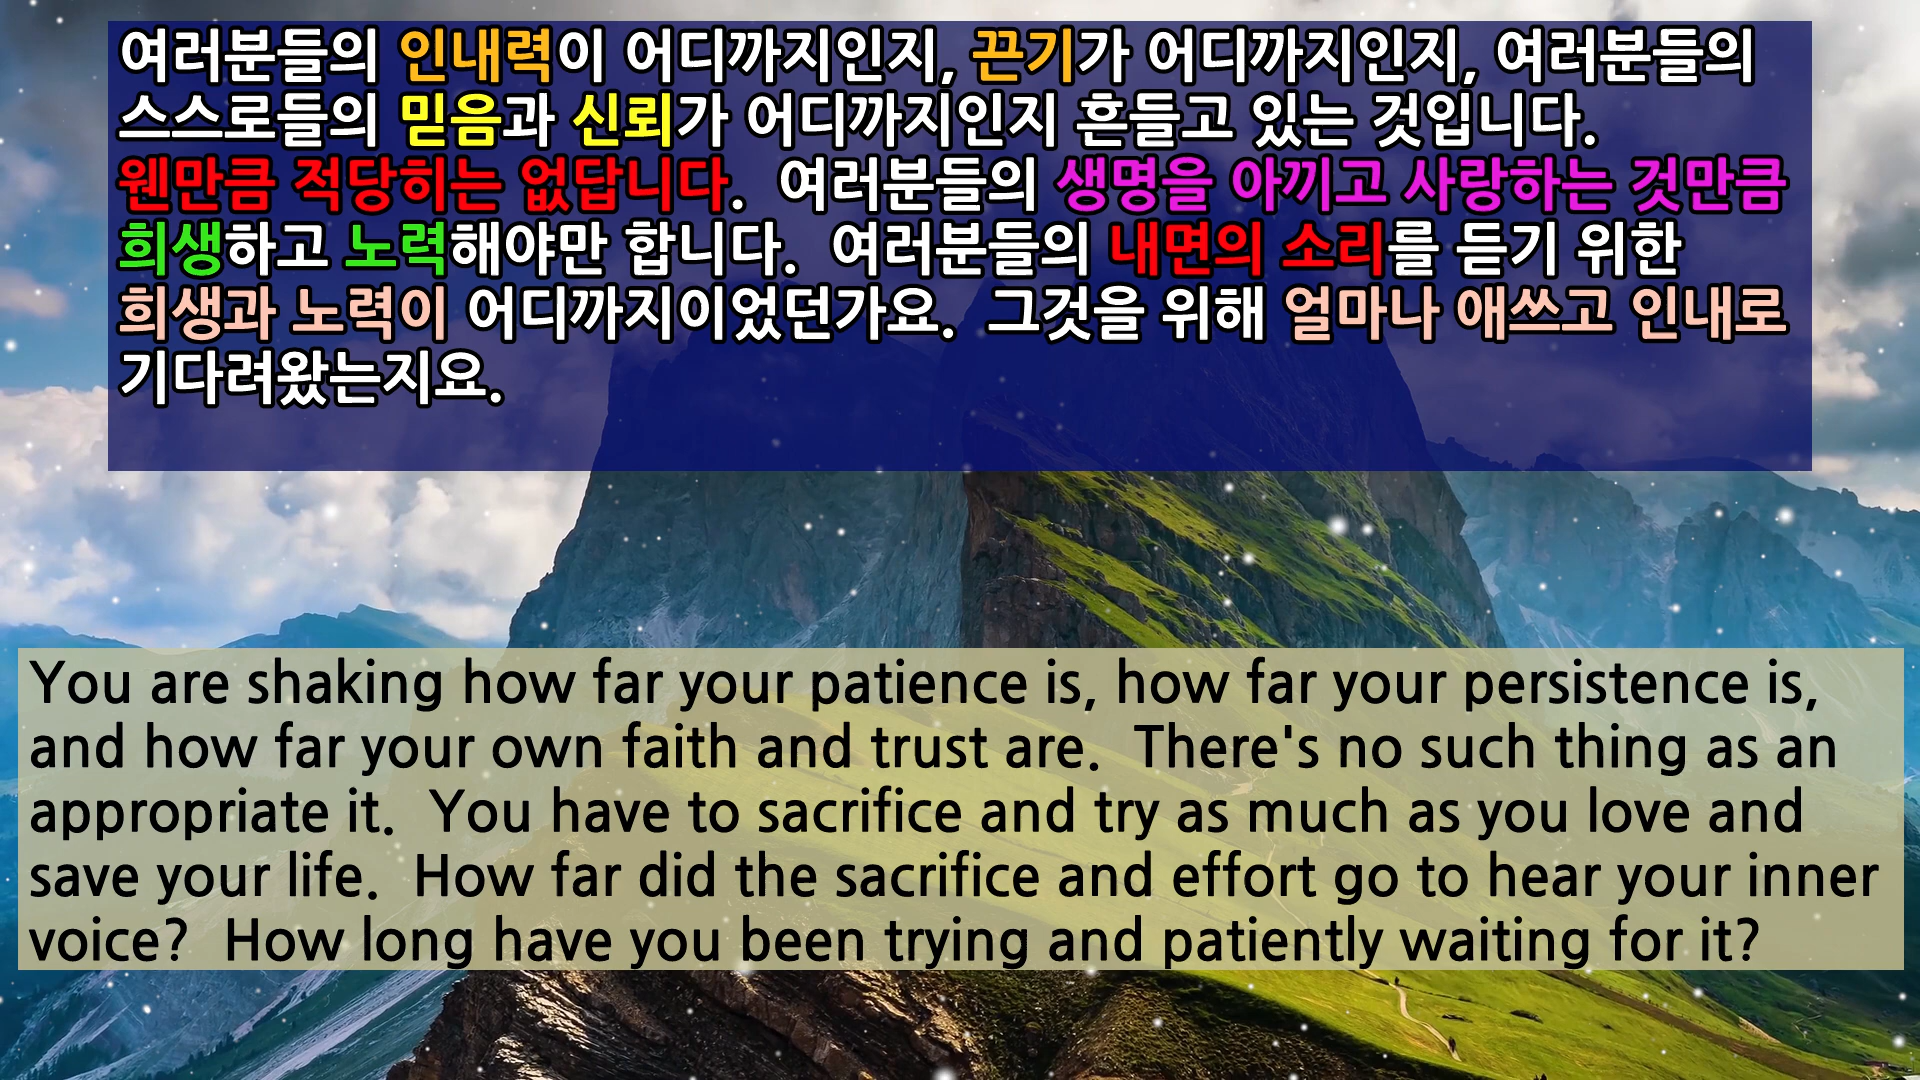 여러분들의 인내력이 어디까지인지, 끈기가 어디까지인지, 여러분들의
스스로들의 믿음과 신뢰가 어디까지인지 흔들고 있는 것입니다.
웬만큼 적당히는 없답니다.  여러분들의 생명을 아끼고 사랑하는 것만큼
희생하고 노력해야만 합니다.  여러분들의 내면의 소리를 듣기 위한
희생과 노력이 어디까지이었던가요.  그것을 위해 얼마나 애쓰고 인내로
기다려왔는지요.
You are shaking how far your patience is, how far your persistence is,
and how far your own faith and trust are.  There's no such thing as an
appropriate it.  You have to sacrifice and try as much as you love and
save your life.  How far did the sacrifice and effort go to hear your inner
voice?  How long have you been trying and patiently waiting for it?